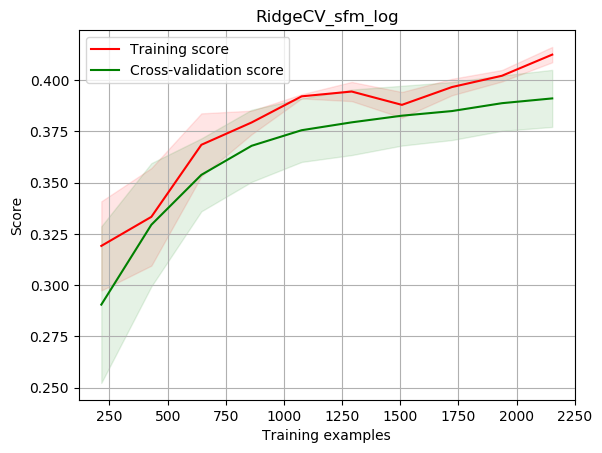 RidgeCV_sfm_log
Training score
Cross-validation score
Score
0.400
0.375
0.350
0.325
0.300
0.275
0.250
250 500 750 1000 1250 1500 1750 2000 2250
Training examples